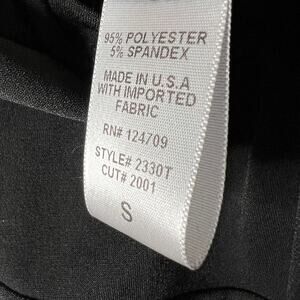 95% POLYESTER
5% SPANDEX
MADE IN U.S.A
WITH IMPORTED
FABRIC
RN# 124709
STYLE# 2330T
CUT# 2001
S